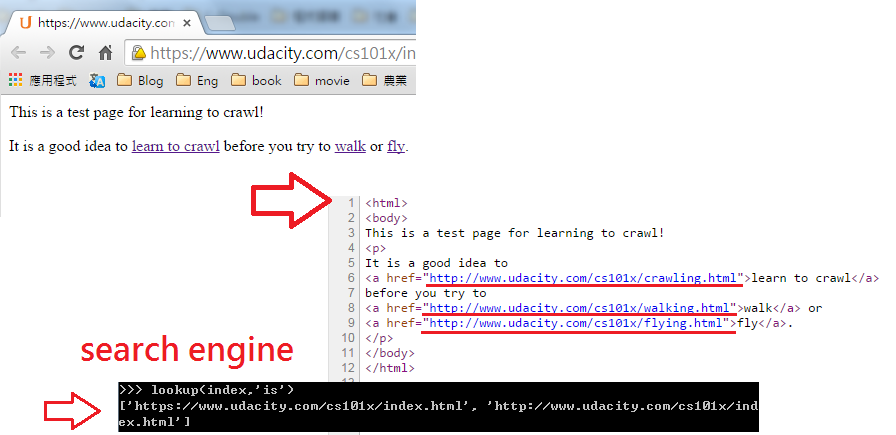 https://www.udacity.com
https://www.udacity.com/cs101x/in
應用程式 Blog Eng book movie 農業
This is a test page for learning to crawl!
It is a good idea to learn to crawl before you try to walk or fly.
1 <html>
2 <body>
3 This is a test page for learning to crawl!
4 <p>
5 It is a good idea to
6 <a href="http://www.udacity.com/cs101x/crawling.html">learn to crawl</a>
7 before you try to
8 <a href="http://www.udacity.com/cs101x/walking.html">walk</a> or
9 <a href="http://www.udacity.com/cs101x/flying.html">fly</a>.
10 </p>
11 </body>
12 </html>
search engine
>>> lookup(index,'is')
['https://www.udacity.com/cs101x/index.html', 'http://www.udacity.com/cs101x/ind
ex.html']